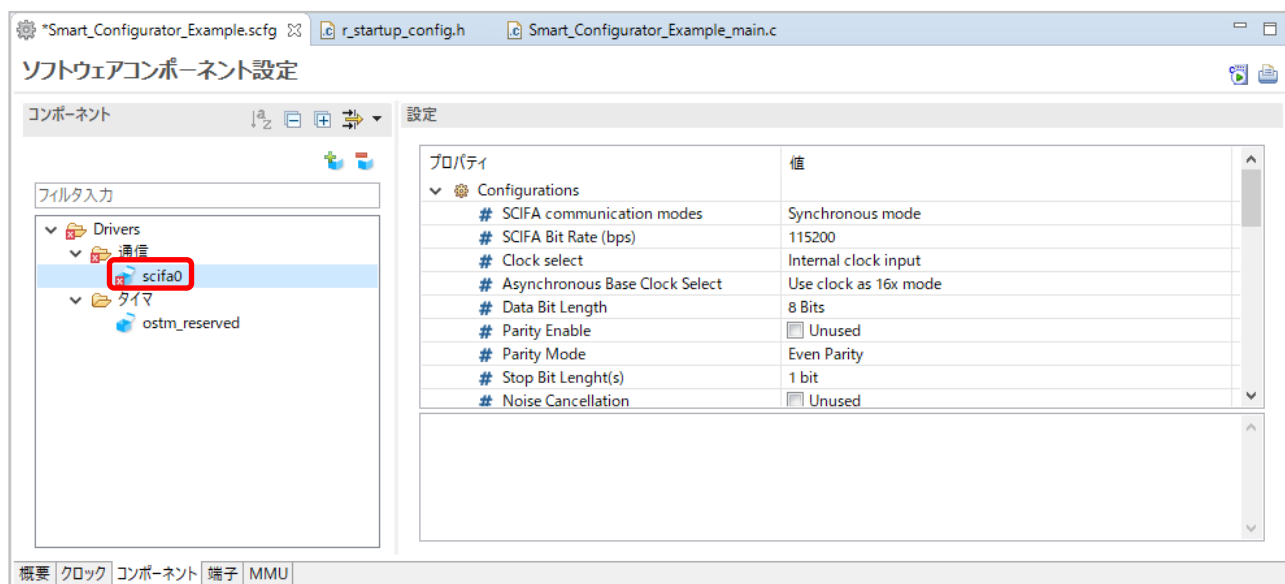 *Smart_Configurator_Example.scfg r_startup_config.h Smart_Configurator_Example_main.c
ソフトウェアコンポーネント設定
コンポーネント
フィルタ入力
Drivers
通信
scifa0
タイマ
ostm_reserved
設定
プロパティ 値
Configurations
SCIFA communication modes Synchronous mode
SCIFA Bit Rate (bps) 115200
Clock select Internal clock input
Asynchronous Base Clock Select Use clock as 16x mode
Data Bit Length 8 Bits
Parity Enable Unused
Parity Mode Even Parity
Stop Bit Lenght(s) 1 bit
Noise Cancellation Unused
概要 クロック コンポーネント 端子 MMU